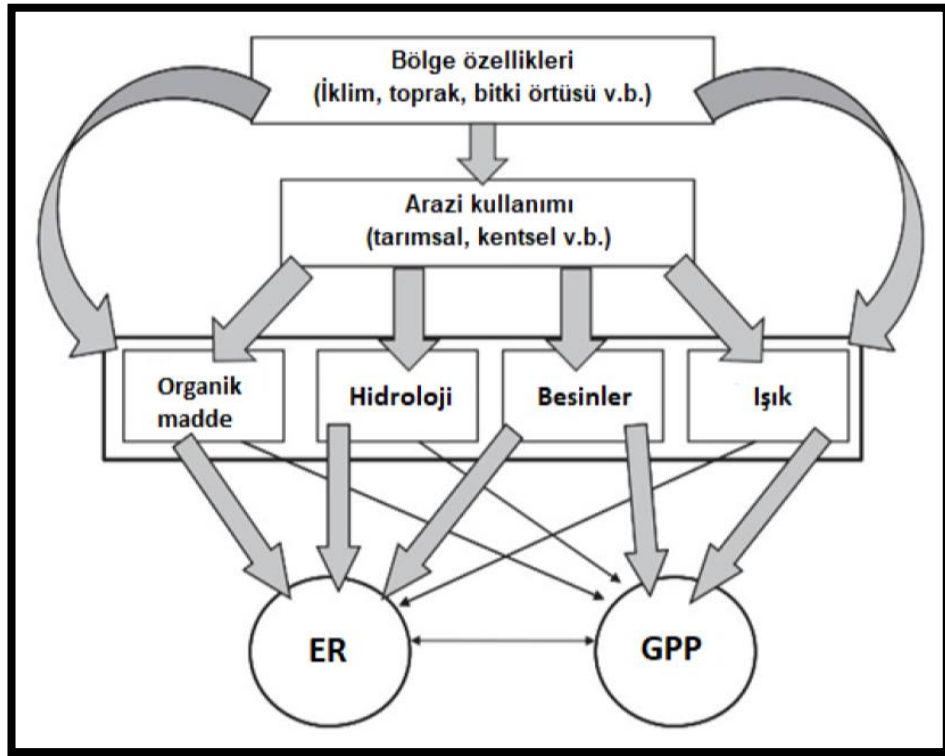 Bölge özellikleri
(İklim, toprak, bitki örtüsü v.b.)
Arazi kullanımı
(tarımsal, kentsel v.b.)
Organik
madde
Hidroloji
Besinler
Işık
ER
GPP